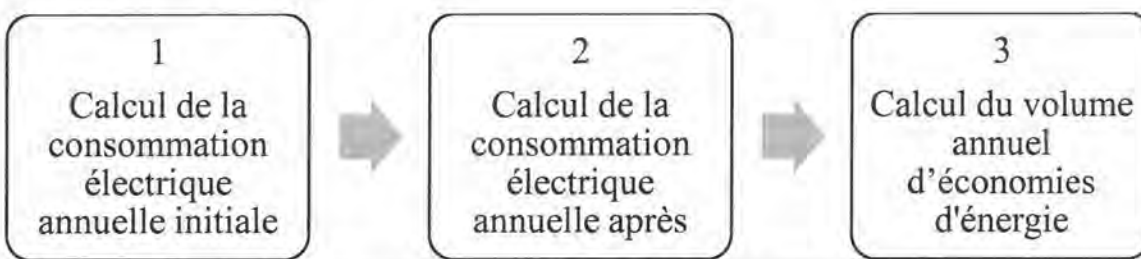 1
Calcul de la
consommation
électrique
annuelle initiale
2
Calcul de la
consommation
électrique
annuelle après
3
Calcul du volume
annuel
d’économies
d'énergie